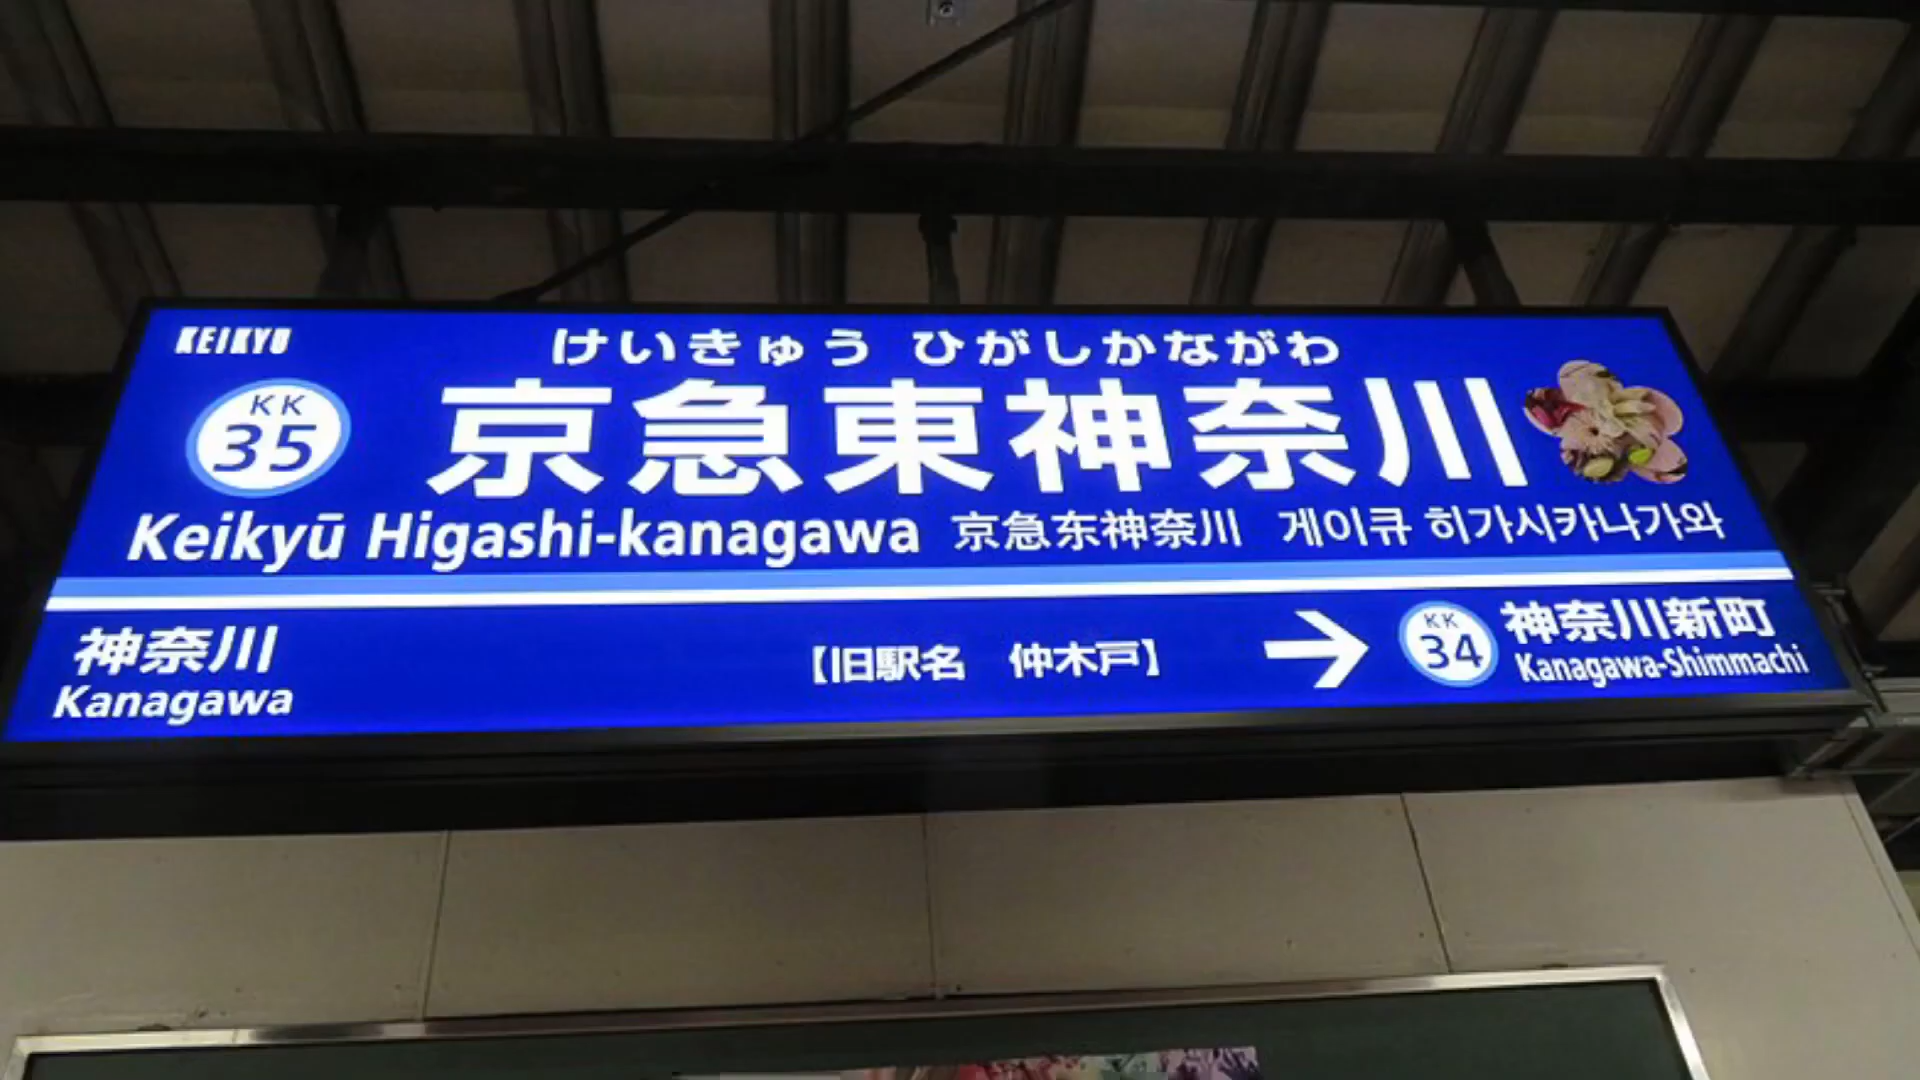 KEIKYU
けいきゅう ひがしかながわ
KK
35
京急東神奈川
Keikyū Higashi-kanagawa 京急东神奈川 게이큐 히가시카나가와
神奈川
Kanagawa
【旧駅名 仲木戸】
→
KK
34
神奈川新町
Kanagawa-Shimmachi